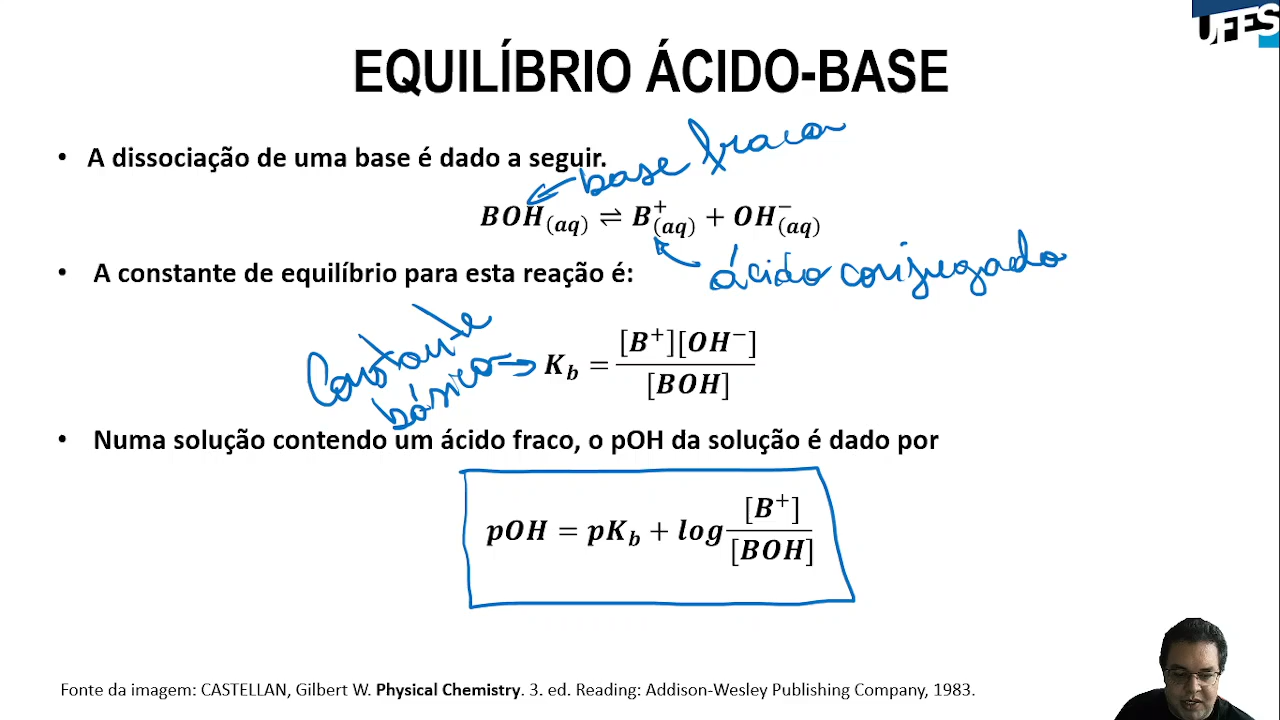 UFES
EQUILÍBRIO ÁCIDO-BASE
• A dissociação de uma base é dado a seguir.
base fraca
BOH(aq) ⇌ B⁺(aq) + OH⁻(aq)
• A constante de equilíbrio para esta reação é:
ácido conjugado
Constante
básica
K_b = [B⁺][OH⁻] / [BOH]
• Numa solução contendo um ácido fraco, o pOH da solução é dado por
pOH = pK_b + log [B⁺] / [BOH]
Fonte da imagem: CASTELLAN, Gilbert W. Physical Chemistry. 3. ed. Reading: Addison-Wesley Publishing Company, 1983.